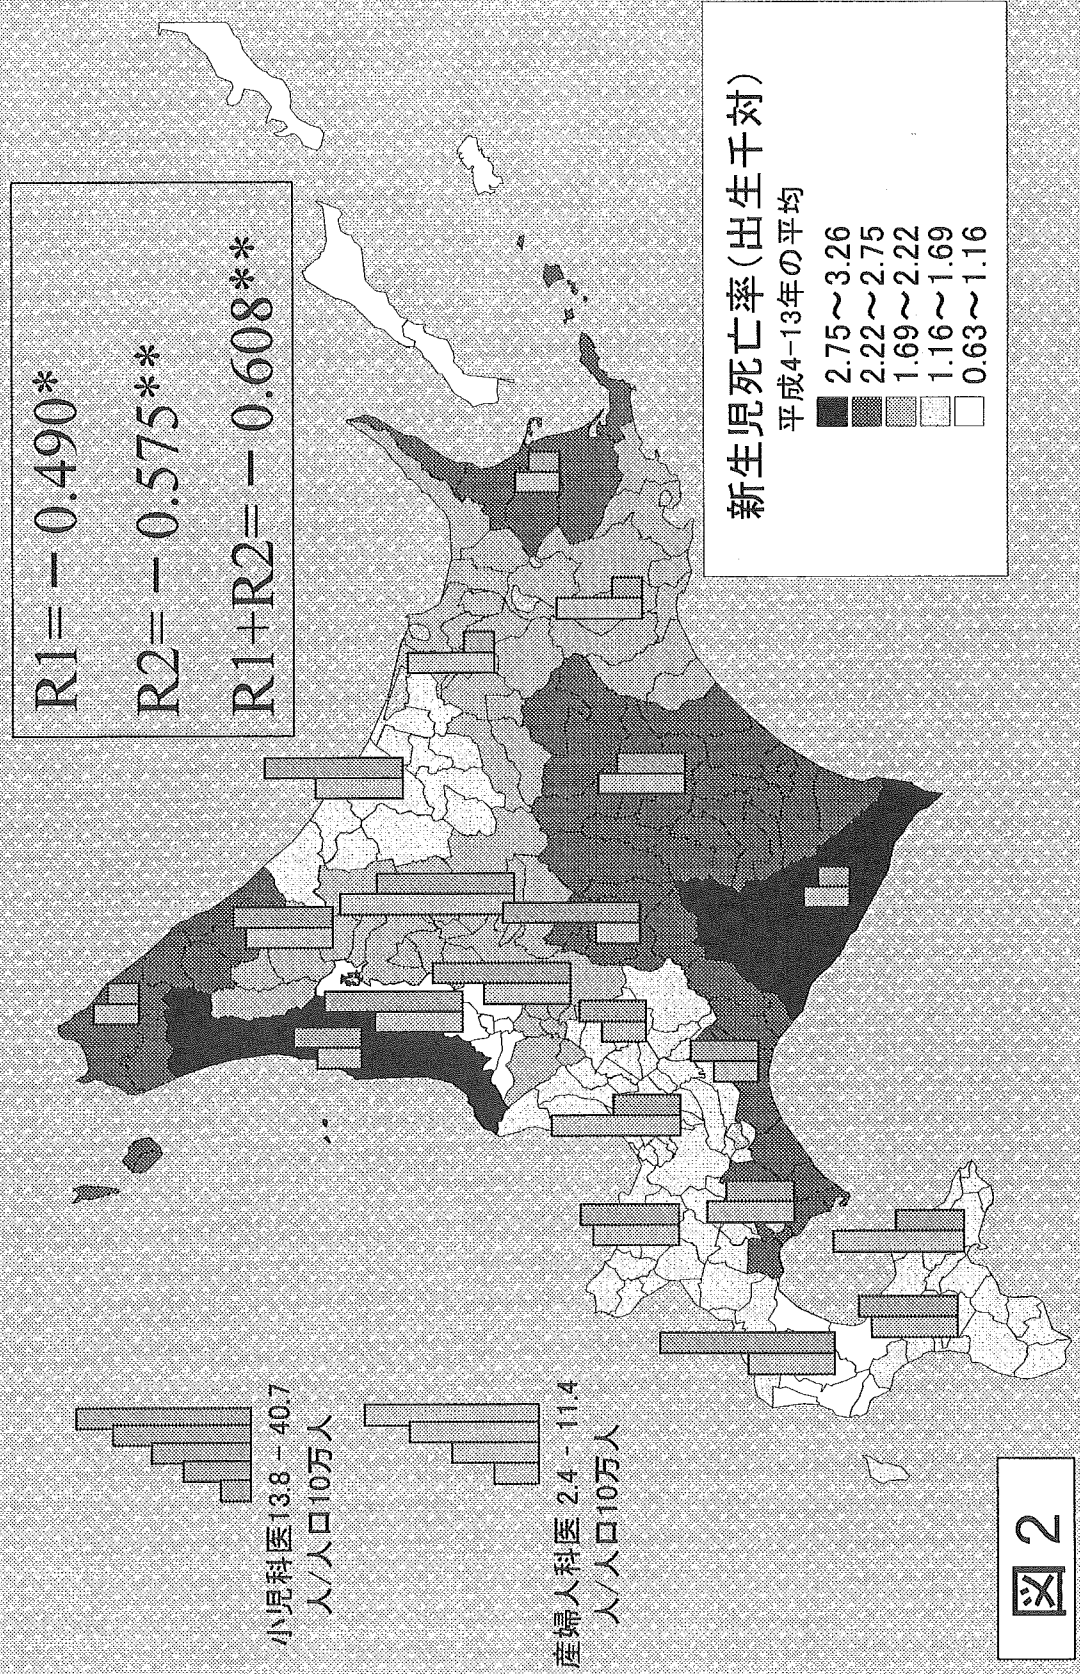 図2
小児科医13.8－40.7
人/人口10万人
産婦人科医 2.4 - 11.4
人/人口10万人
R1=－0.490*
R2=－0.575**
R1+R2=－0.608**
新生児死亡率(出生千対)
平成4-13年の平均
2.75～3.26
2.22～2.75
1.69～2.22
1.16～1.69
0.63～1.16